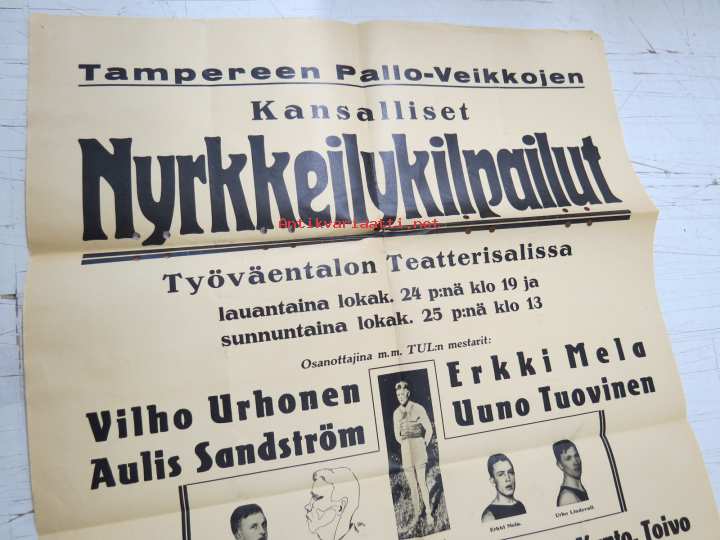 Tampereen Pallo-Veikkojen
Kansalliset
Nyrkkeilykilpailut
Antikvariaatti.net
Työväentalon Teatterisalissa
lauantaina lokak. 24 p:nä klo 19 ja
sunnuntaina lokak. 25 p:nä klo 13
Osanottajina m.m. TUL:n mestarit:
Vilho Urhonen
Erkki Mela
Aulis Sandström
Uuno Tuovinen
Erkki Mela.
Urho Linderoll.
Toivo